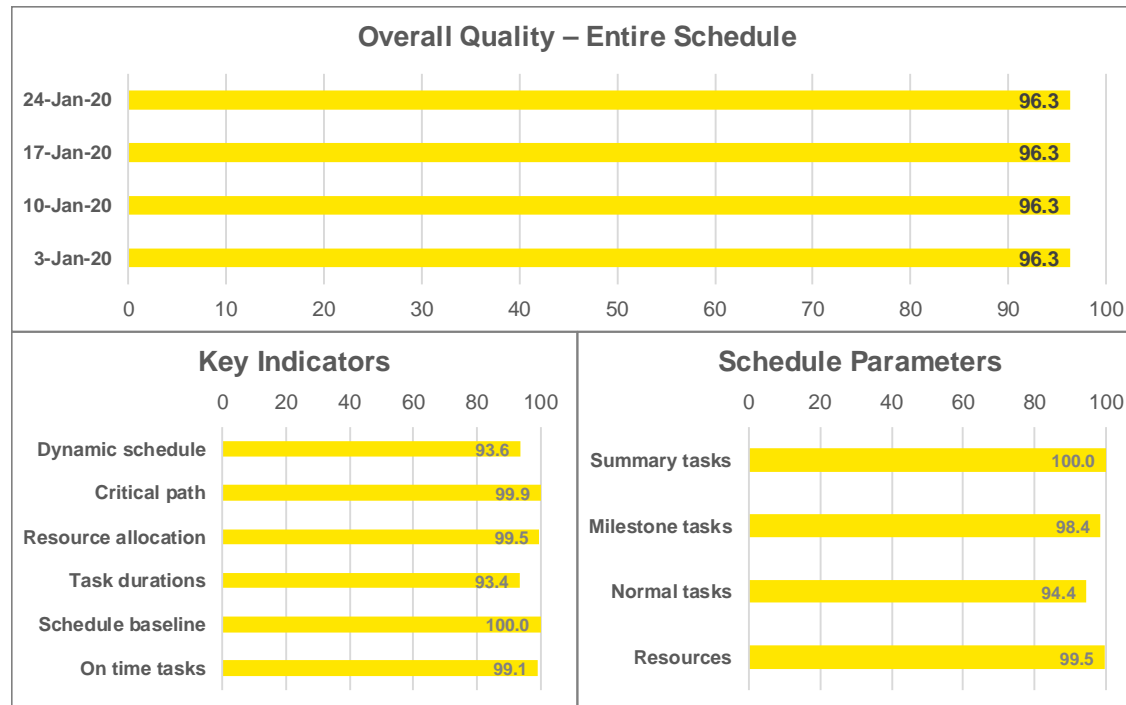 Overall Quality – Entire Schedule
24-Jan-20 96.3
17-Jan-20 96.3
10-Jan-20 96.3
3-Jan-20 96.3
0 10 20 30 40 50 60 70 80 90 100
Key Indicators
0 20 40 60 80 100
Dynamic schedule 93.6
Critical path 99.9
Resource allocation 99.5
Task durations 93.4
Schedule baseline 100.0
On time tasks 99.1
Schedule Parameters
0 20 40 60 80 100
Summary tasks 100.0
Milestone tasks 98.4
Normal tasks 94.4
Resources 99.5